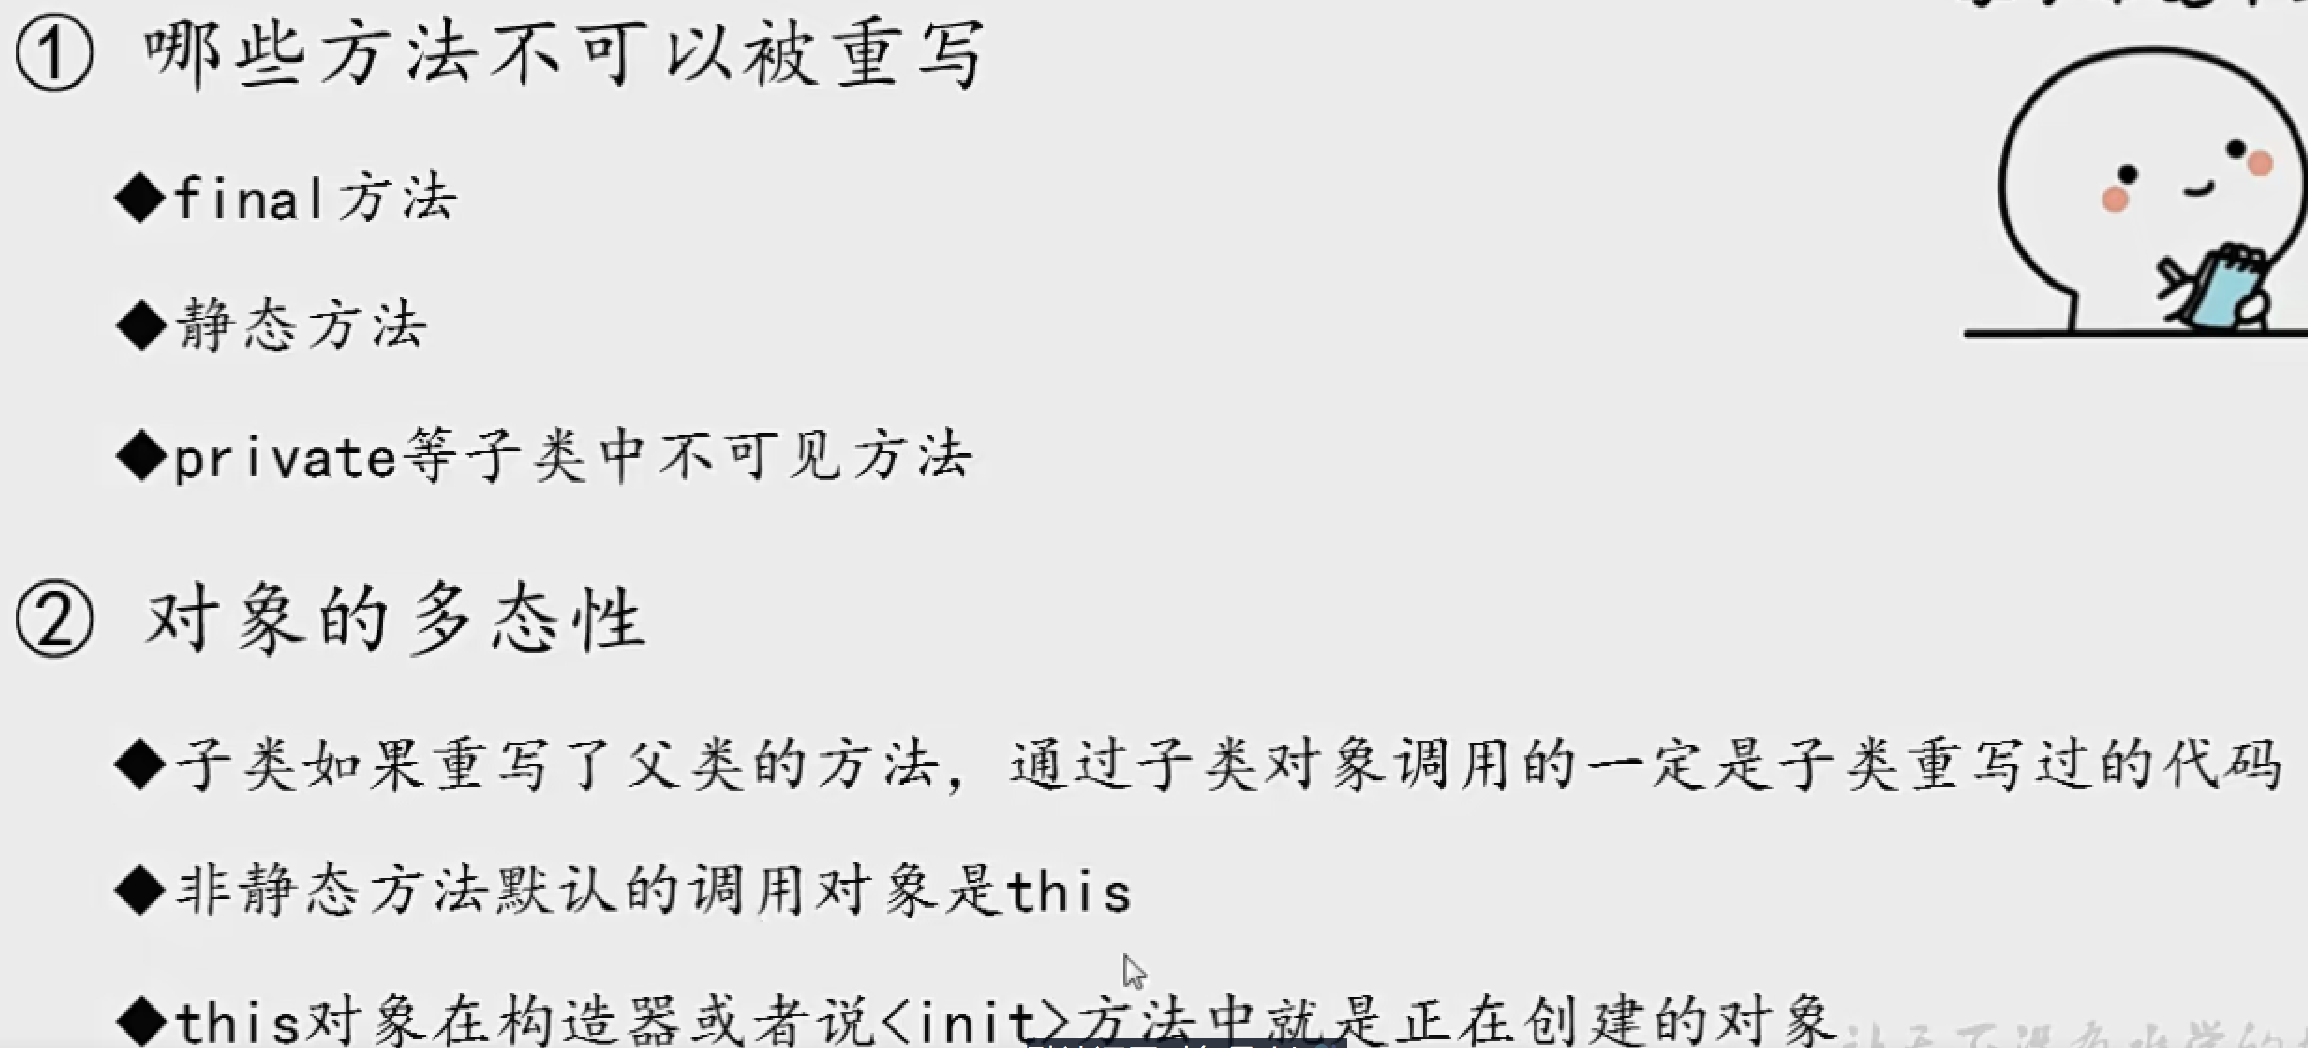 ① 哪些方法不可以被重写
◆final方法
◆静态方法
◆private等子类中不可见方法
② 对象的多态性
◆子类如果重写了父类的方法，通过子类对象调用的一定是子类重写过的代码
◆非静态方法默认的调用对象是this
◆this对象在构造器或者说<init>方法中就是正在创建的对象